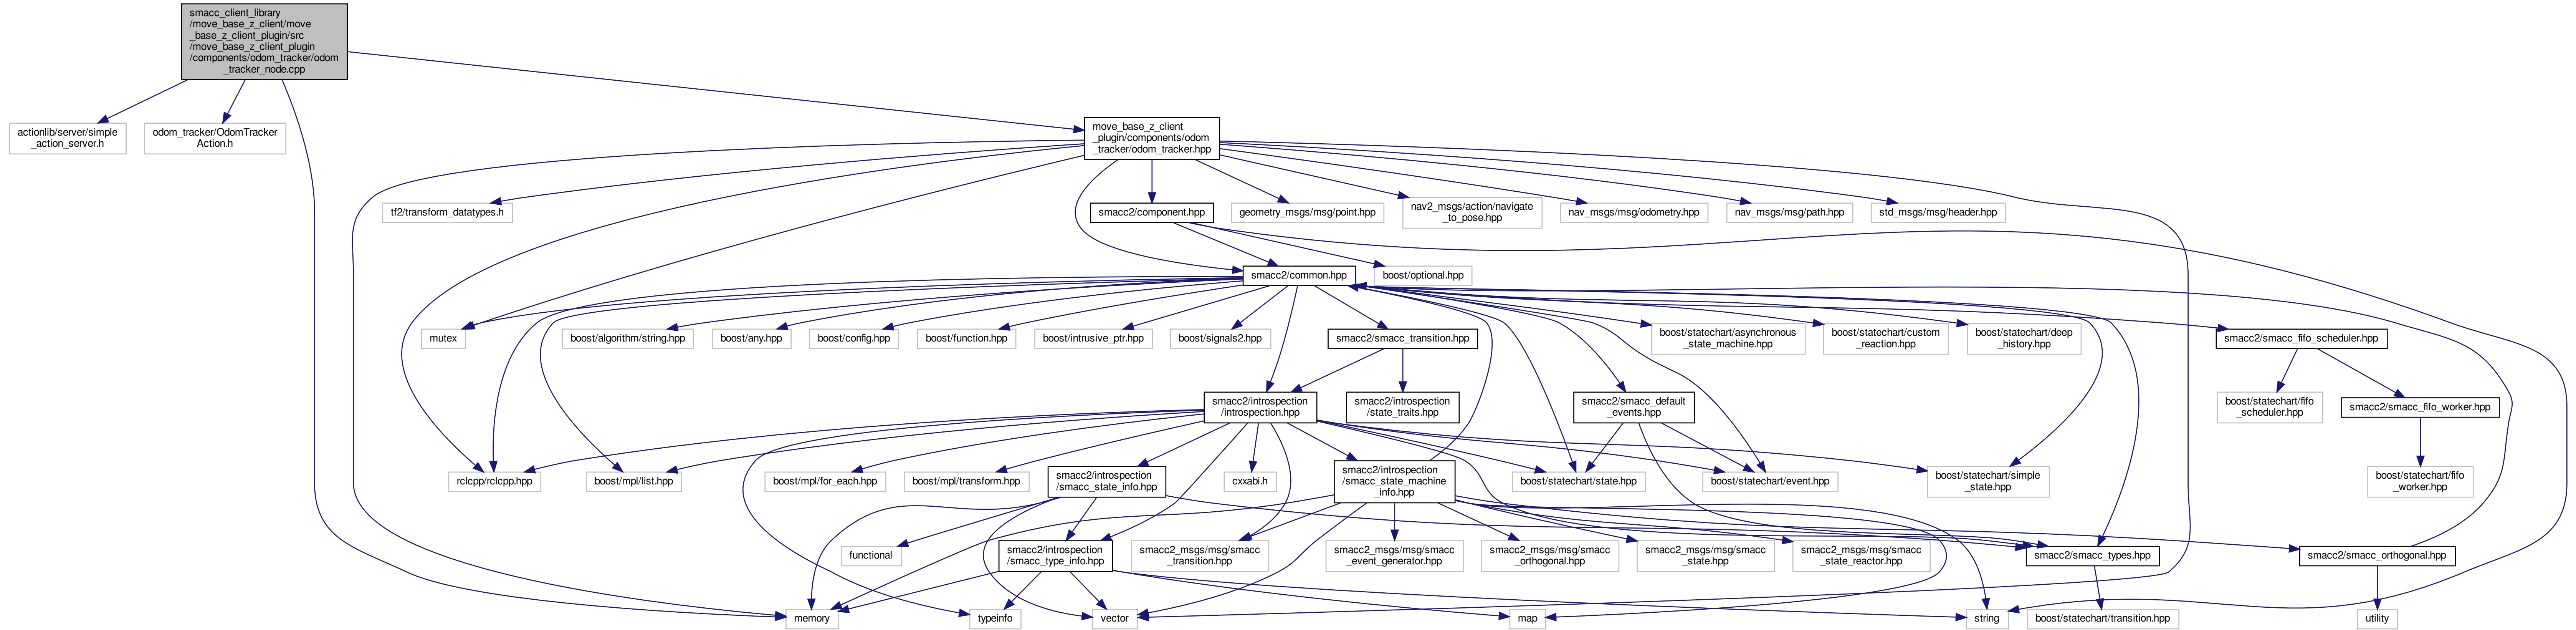 smacc_client_library
/move_base_z_client/move
_base_z_client_plugin/src
/move_base_z_client_plugin
/components/odom_tracker/odom
_tracker_node.cpp
actionlib/server/simple
_action_server.h
odom_tracker/OdomTracker
Action.h
move_base_z_client
_plugin/components/odom
_tracker/odom_tracker.hpp
tf2/transform_datatypes.h
smacc2/component.hpp
geometry_msgs/msg/point.hpp
nav2_msgs/action/navigate
_to_pose.hpp
nav_msgs/msg/odometry.hpp
nav_msgs/msg/path.hpp
std_msgs/msg/header.hpp
smacc2/common.hpp
boost/optional.hpp
mutex
boost/algorithm/string.hpp
boost/any.hpp
boost/config.hpp
boost/function.hpp
boost/intrusive_ptr.hpp
boost/signals2.hpp
smacc2/smacc_transition.hpp
boost/statechart/asynchronous
_state_machine.hpp
boost/statechart/custom
_reaction.hpp
boost/statechart/deep
_history.hpp
smacc2/smacc_fifo_scheduler.hpp
smacc2/introspection
/introspection.hpp
smacc2/introspection
/state_traits.hpp
smacc2/smacc_default
_events.hpp
boost/statechart/fifo
_scheduler.hpp
smacc2/smacc_fifo_worker.hpp
rclcpp/rclcpp.hpp
boost/mpl/list.hpp
boost/mpl/for_each.hpp
boost/mpl/transform.hpp
smacc2/introspection
/smacc_state_info.hpp
cxxabi.h
smacc2/introspection
/smacc_state_machine
_info.hpp
boost/statechart/state.hpp
boost/statechart/event.hpp
boost/statechart/simple
_state.hpp
boost/statechart/fifo
_worker.hpp
functional
smacc2/introspection
/smacc_type_info.hpp
smacc2_msgs/msg/smacc
_transition.hpp
smacc2_msgs/msg/smacc
_event_generator.hpp
smacc2_msgs/msg/smacc
_orthogonal.hpp
smacc2_msgs/msg/smacc
_state.hpp
smacc2_msgs/msg/smacc
_state_reactor.hpp
smacc2/smacc_types.hpp
smacc2/smacc_orthogonal.hpp
memory
typeinfo
vector
map
string
boost/statechart/transition.hpp
utility